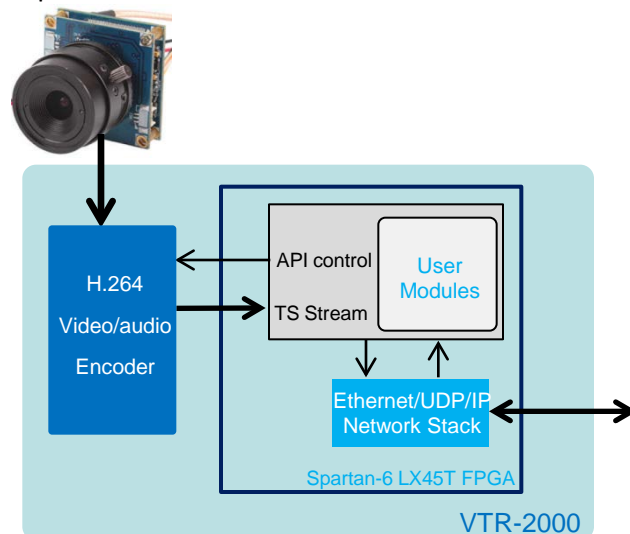 H.264
Video/audio
Encoder
API control
TS Stream
User
Modules
Ethernet/UDP/IP
Network Stack
Spartan-6 LX45T FPGA
VTR-2000